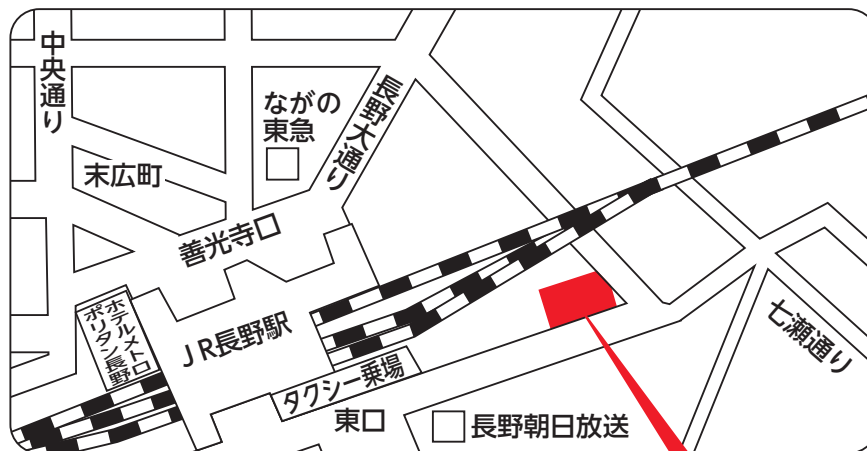 中央通り
ながの
東急
長野大通り
末広町
善光寺口
ホテルメトロ
ポリタン長野
JR長野駅
タクシー乗場
東口
長野朝日放送
七瀬通り